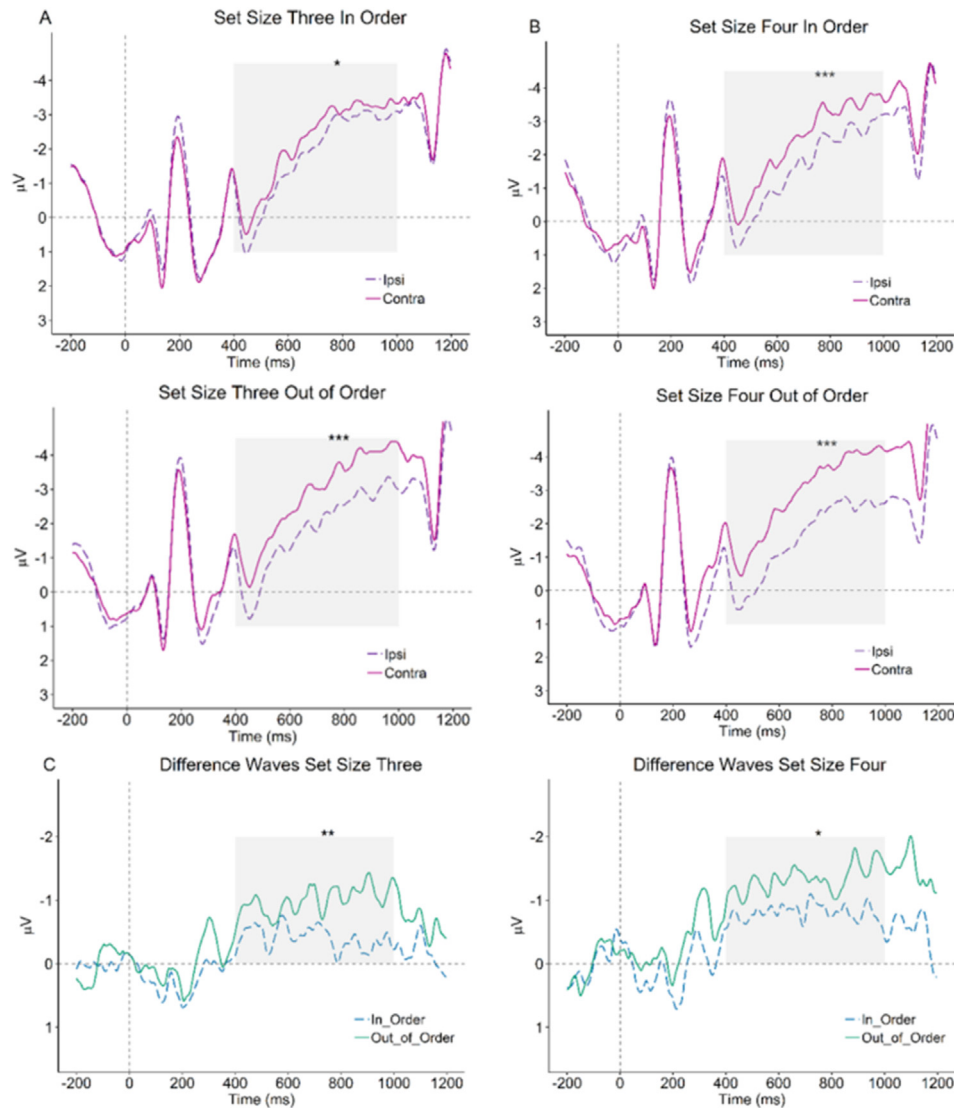 A
Set Size Three In Order
*
-4
-3
-2
-1
0
1
2
3
µV
Ipsi
Contra
-200 0 200 400 600 800 1000 1200
Time (ms)
B
Set Size Four In Order
***
-4
-3
-2
-1
0
1
2
3
µV
Ipsi
Contra
-200 0 200 400 600 800 1000 1200
Time (ms)
Set Size Three Out of Order
***
-4
-3
-2
-1
0
1
2
3
µV
Ipsi
Contra
-200 0 200 400 600 800 1000 1200
Time (ms)
Set Size Four Out of Order
***
-4
-3
-2
-1
0
1
2
3
µV
Ipsi
Contra
-200 0 200 400 600 800 1000 1200
Time (ms)
C
Difference Waves Set Size Three
**
-2
-1
0
1
µV
In_Order
Out_of_Order
-200 0 200 400 600 800 1000 1200
Time (ms)
Difference Waves Set Size Four
*
-2
-1
0
1
µV
In_Order
Out_of_Order
-200 0 200 400 600 800 1000 1200
Time (ms)